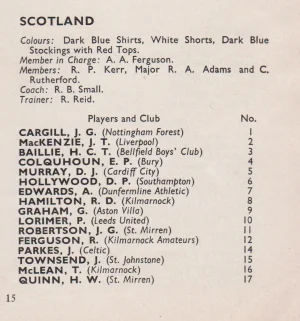 SCOTLAND
Colours: Dark Blue Shirts, White Shorts, Dark Blue
Stockings with Red Tops.
Member in Charge: A. A. Ferguson.
Members: R. P. Kerr, Major R. A. Adams and C,
Rutherford.
Coach: R. B. Small.
Trainer: R. Reid.
Players and Club No.
CARGILL, J. G. (Nottingham Forest) 1
MacKENZIE, J. T. (Liverpool) 2
BAILLIE, H. C. T. (Bellfield Boys' Club) 3
COLQUHOUN, E. P. (Bury) 4
MURRAY, D. J. (Cardiff City) 5
HOLLYWOOD, D. P. (Southampton) 6
EDWARDS, A. (Dunfermline Athletic) 7
HAMILTON, R. D. (Kilmarnock) 8
GRAHAM, G. (Aston Villa) 9
LORIMER, P. (Leeds United) 10
ROBERTSON, J. G. (St. Mirren) 11
FERGUSON, R. (Kilmarnock Amateurs) 12
PARKES, J. (Celtic) 14
TOWNSEND, J. (St. Johnstone) 15
McLEAN, T. (Kilmarnock) 16
QUINN, H. W. (St. Mirren) 17
15